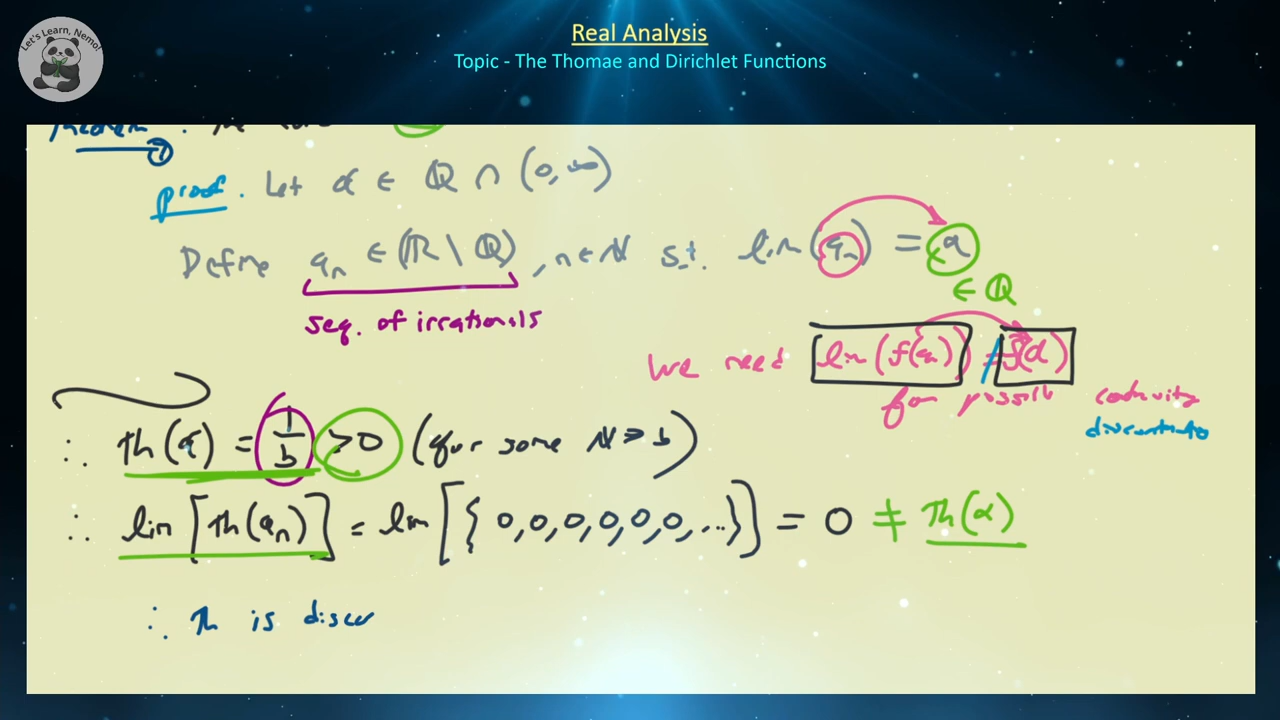 Let's Learn, Nemo!
Real Analysis
Topic - The Thomae and Dirichlet Functions
Theorem
proof. Let α ∈ ℚ ∩ (0,∞)
Define aₙ ∈ (ℝ \ ℚ), n ∈ ℕ s.t. lim(aₙ) = α
∈ ℚ
seq. of irrationals
We need lim(f(aₙ)) ≠ f(α)
for possible continuity
∴ Th(α) = 1/b > 0 (for some ℕ ∋ b)
∴ lim[Th(aₙ)] = lim[{0,0,0,0,0,0,...}] = 0 ≠ Th(α)
∴ Th is disco